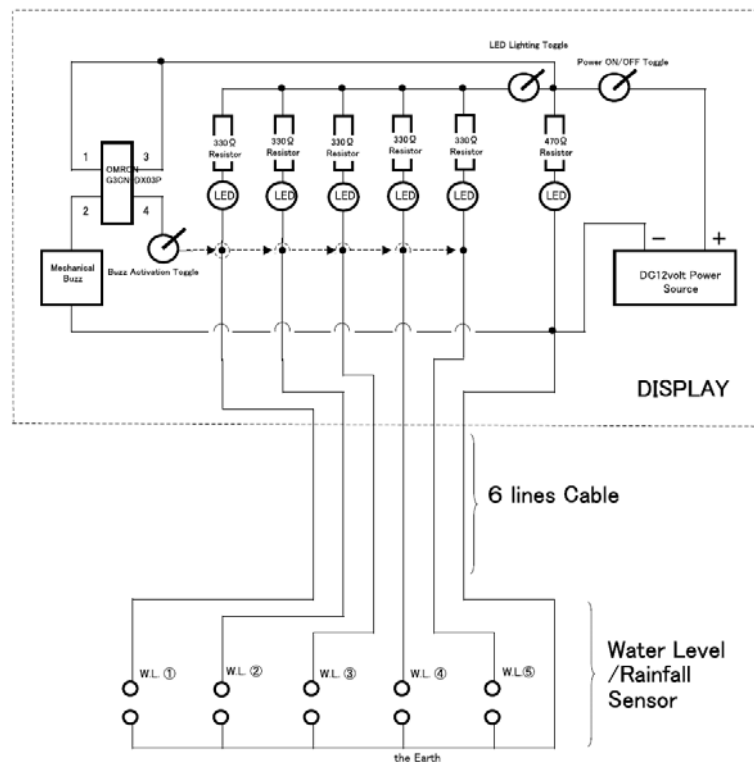 LED Lighting Toggle
Power ON/OFF Toggle
1
3
OMRON
G3CN-DX03P
2
4
330Ω
Resistor
330Ω
Resistor
330Ω
Resistor
330Ω
Resistor
330Ω
Resistor
470Ω
Resistor
LED
LED
LED
LED
LED
LED
Mechanical
Buzz
Buzz Activation Toggle
－
+
DC12volt Power
Source
DISPLAY
6 lines Cable
W.L. ①
W.L. ②
W.L. ③
W.L. ④
W.L. ⑤
Water Level
/Rainfall
Sensor
the Earth